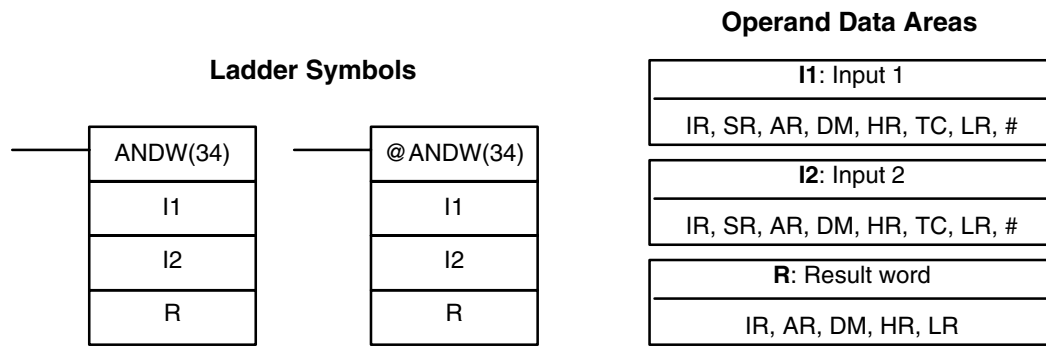 Ladder Symbols
ANDW(34)
I1
I2
R
@ANDW(34)
I1
I2
R
Operand Data Areas
I1: Input 1
IR, SR, AR, DM, HR, TC, LR, #
I2: Input 2
IR, SR, AR, DM, HR, TC, LR, #
R: Result word
IR, AR, DM, HR, LR